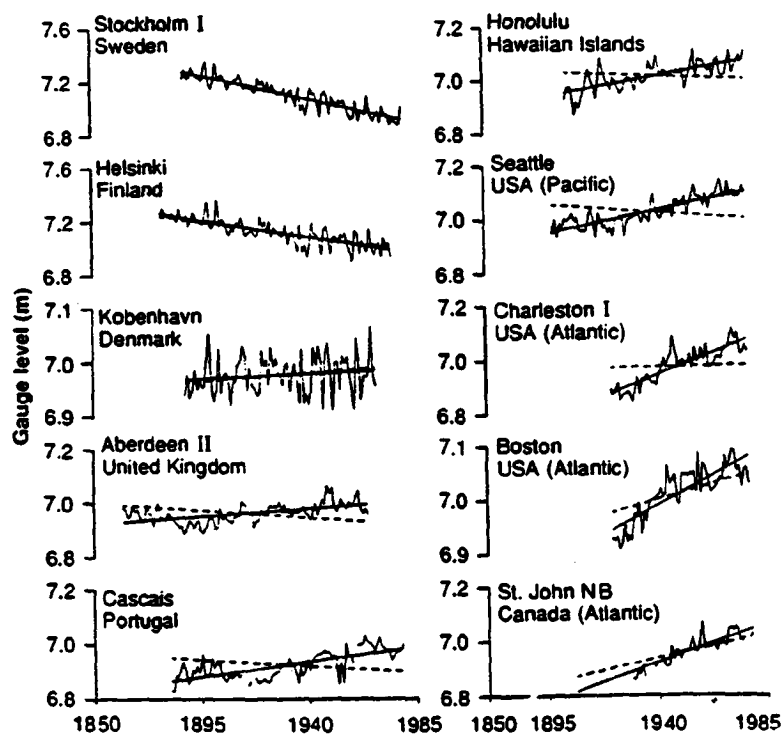 Gauge level (m)
Stockholm I
Sweden
7.6
7.2
6.8
Helsinki
Finland
7.6
7.2
6.8
Kobenhavn
Denmark
7.1
7.0
6.9
Aberdeen II
United Kingdom
7.2
7.0
6.8
Cascais
Portugal
7.2
7.0
6.8
1850
1895
1940
1985
Honolulu
Hawaiian Islands
7.2
7.0
6.8
Seattle
USA (Pacific)
7.2
7.0
6.8
Charleston I
USA (Atlantic)
7.2
7.0
6.8
Boston
USA (Atlantic)
7.1
7.0
6.9
St. John NB
Canada (Atlantic)
7.2
7.0
6.8
1850
1895
1940
1985